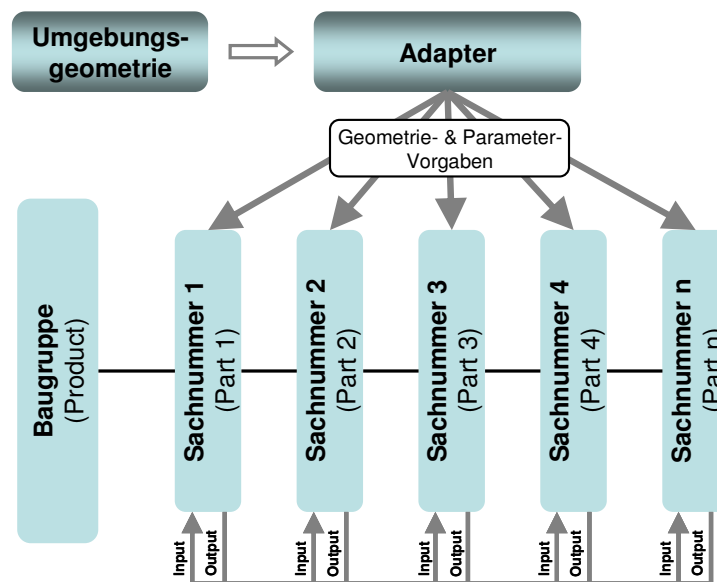 Umgebungs-
geometrie
Adapter
Geometrie- & Parameter-
Vorgaben
Baugruppe
(Product)
Sachnummer 1
(Part 1)
Sachnummer 2
(Part 2)
Sachnummer 3
(Part 3)
Sachnummer 4
(Part 4)
Sachnummer n
(Part n)
Input
Output
Input
Output
Input
Output
Input
Output
Input
Output